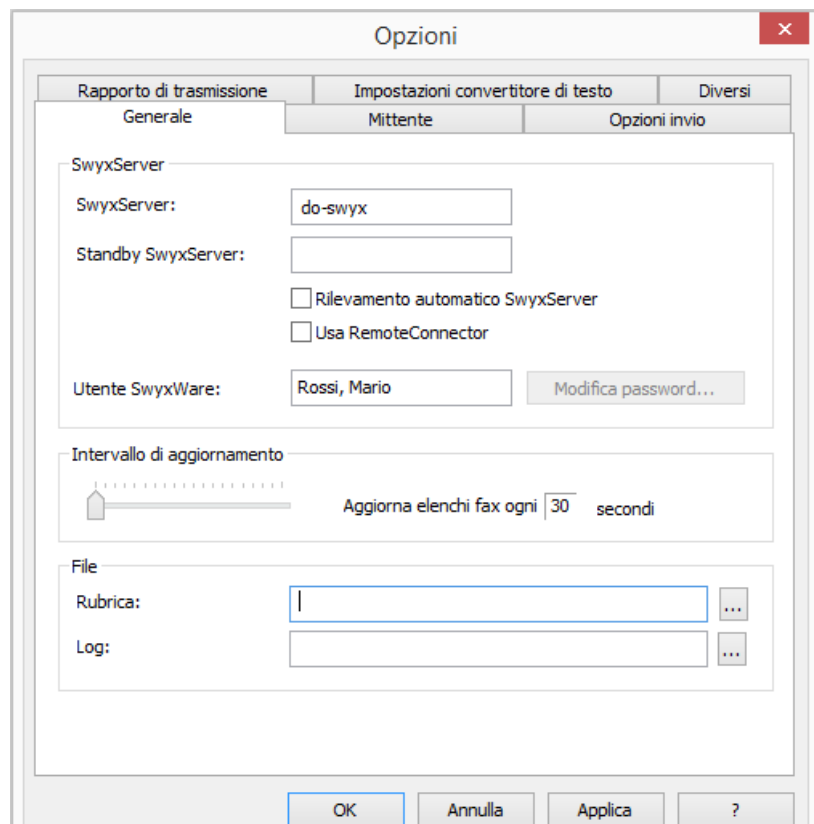 Opzioni
Rapporto di trasmissione Impostazioni convertitore di testo Diversi
Generale Mittente Opzioni invio
SwyxServer
SwyxServer: do-swyx
Standby SwyxServer:
Rilevamento automatico SwyxServer
Usa RemoteConnector
Utente SwyxWare: Rossi, Mario Modifica password...
Intervallo di aggiornamento
Aggiorna elenchi fax ogni 30 secondi
File
Rubrica: ...
Log: ...
OK Annulla Applica ?